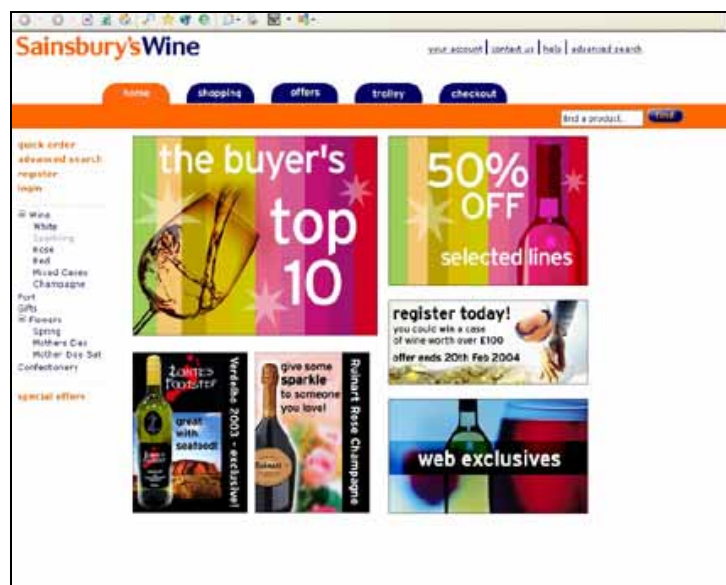 Sainsbury'sWine
your account | contact us | help | advanced search
home
shopping
offers
trolley
checkout
find a product.
find
quick order
advanced search
register
login
Wine
White
Sparkling
Rose
Red
Mixed Cases
Champagne
Port
Gifts
Flowers
Spring
Mothers Day
Mother Day Sat
Confectionery
special offers
the buyer's
top
10
50%
OFF
selected lines
register today!
you could win a case
of wine worth over £100
offer ends 20th Feb 2004
great
with
seafood!
Verdelho 2003 - exclusive!
give some
sparkle
to someone
you love!
Ruinart
Ruinart Rose Champagne
web exclusives